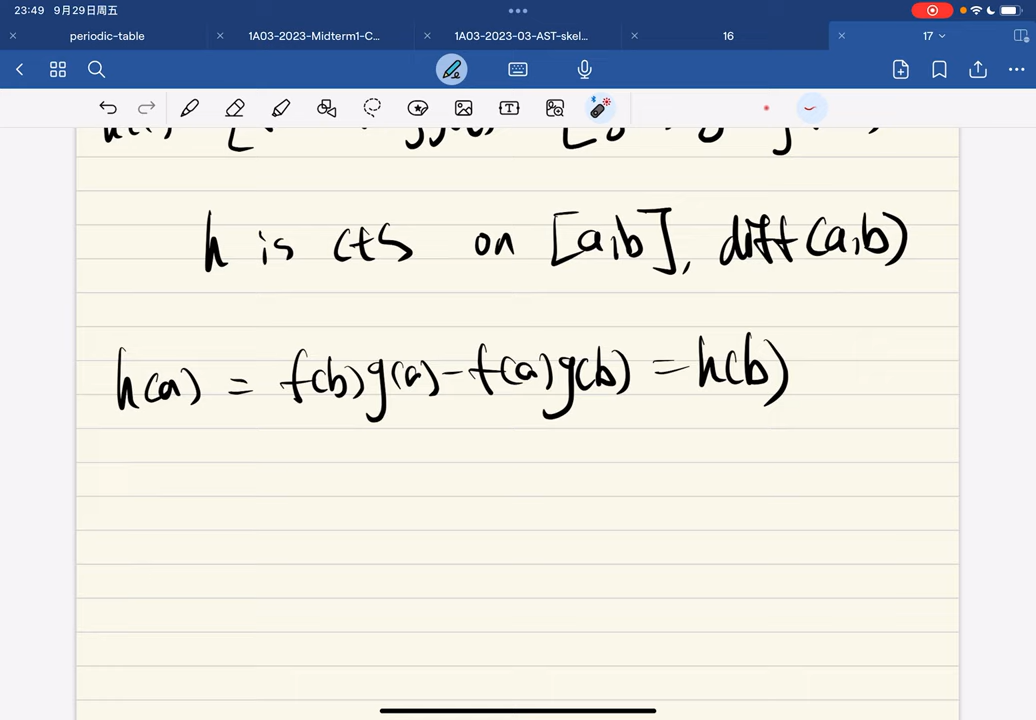 23:49 9月29日周五
periodic-table 1A03-2023-Midterm1-C... 1A03-2023-03-AST-skel... 16 17
h is cts on [a,b], diff(a,b)
h(a) = f(b)g(a)-f(a)g(b) = h(b)